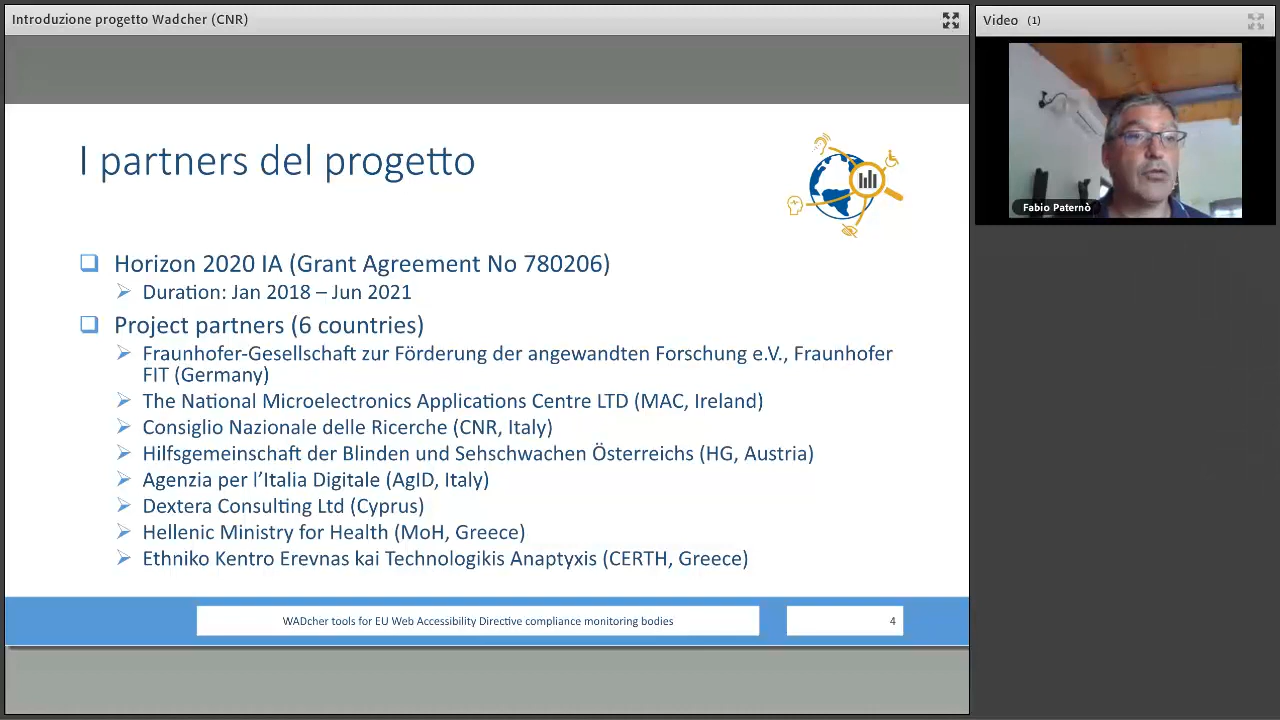 Introduzione progetto Wadcher (CNR)
Video (1)
Fabio Paternò
I partners del progetto
Horizon 2020 IA (Grant Agreement No 780206)
Duration: Jan 2018 – Jun 2021
Project partners (6 countries)
Fraunhofer-Gesellschaft zur Förderung der angewandten Forschung e.V., Fraunhofer
FIT (Germany)
The National Microelectronics Applications Centre LTD (MAC, Ireland)
Consiglio Nazionale delle Ricerche (CNR, Italy)
Hilfsgemeinschaft der Blinden und Sehschwachen Österreichs (HG, Austria)
Agenzia per l’Italia Digitale (AgID, Italy)
Dextera Consulting Ltd (Cyprus)
Hellenic Ministry for Health (MoH, Greece)
Ethniko Kentro Erevnas kai Technologikis Anaptyxis (CERTH, Greece)
WADcher tools for EU Web Accessibility Directive compliance monitoring bodies
4